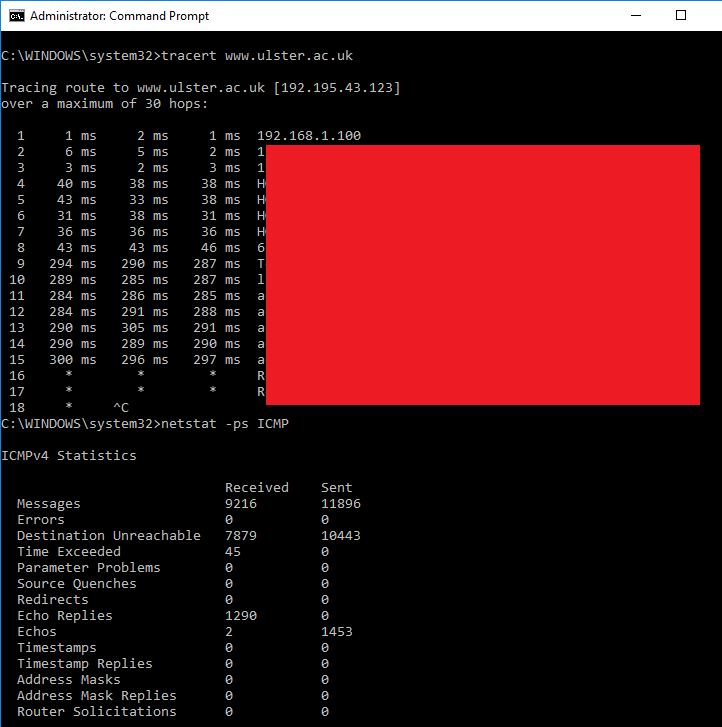 Administrator: Command Prompt
C:\WINDOWS\system32>tracert www.ulster.ac.uk
Tracing route to www.ulster.ac.uk [192.195.43.123]
over a maximum of 30 hops:
1 1 ms 2 ms 1 ms 192.168.1.100
2 6 ms 5 ms 2 ms 1
3 3 ms 2 ms 3 ms 1
4 40 ms 38 ms 38 ms H
5 43 ms 33 ms 38 ms H
6 31 ms 38 ms 31 ms H
7 36 ms 36 ms 36 ms H
8 43 ms 43 ms 46 ms 6
9 294 ms 290 ms 287 ms T
10 289 ms 285 ms 287 ms l
11 284 ms 286 ms 285 ms a
12 284 ms 291 ms 288 ms a
13 290 ms 305 ms 291 ms a
14 290 ms 289 ms 290 ms a
15 300 ms 296 ms 297 ms a
16 * * * R
17 * * * R
18 * ^C
C:\WINDOWS\system32>netstat -ps ICMP
ICMPv4 Statistics
Received Sent
Messages 9216 11896
Errors 0 0
Destination Unreachable 7879 10443
Time Exceeded 45 0
Parameter Problems 0 0
Source Quenches 0 0
Redirects 0 0
Echo Replies 1290 0
Echos 2 1453
Timestamps 0 0
Timestamp Replies 0 0
Address Masks 0 0
Address Mask Replies 0 0
Router Solicitations 0 0